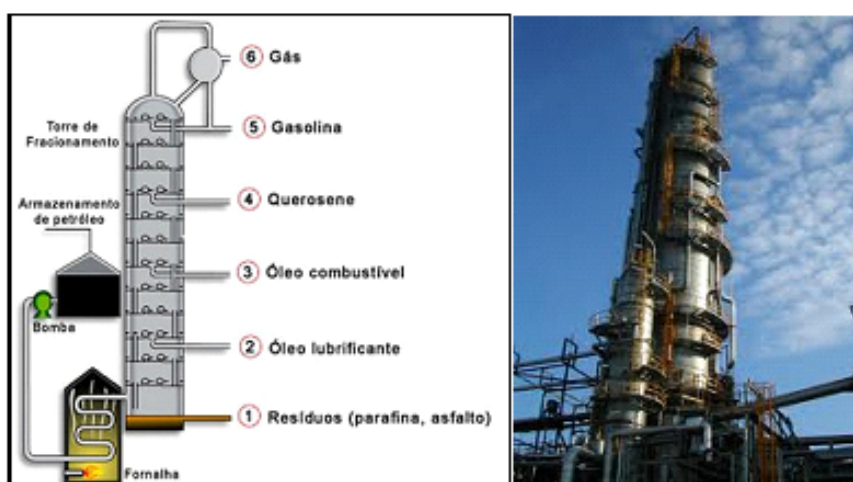 6 Gás
5 Gasolina
Torre de
Fracionamento
4 Querosene
Armazenamento
de petróleo
3 Óleo combustível
Bomba
2 Óleo lubrificante
1 Resíduos (parafina, asfalto)
Fornalha